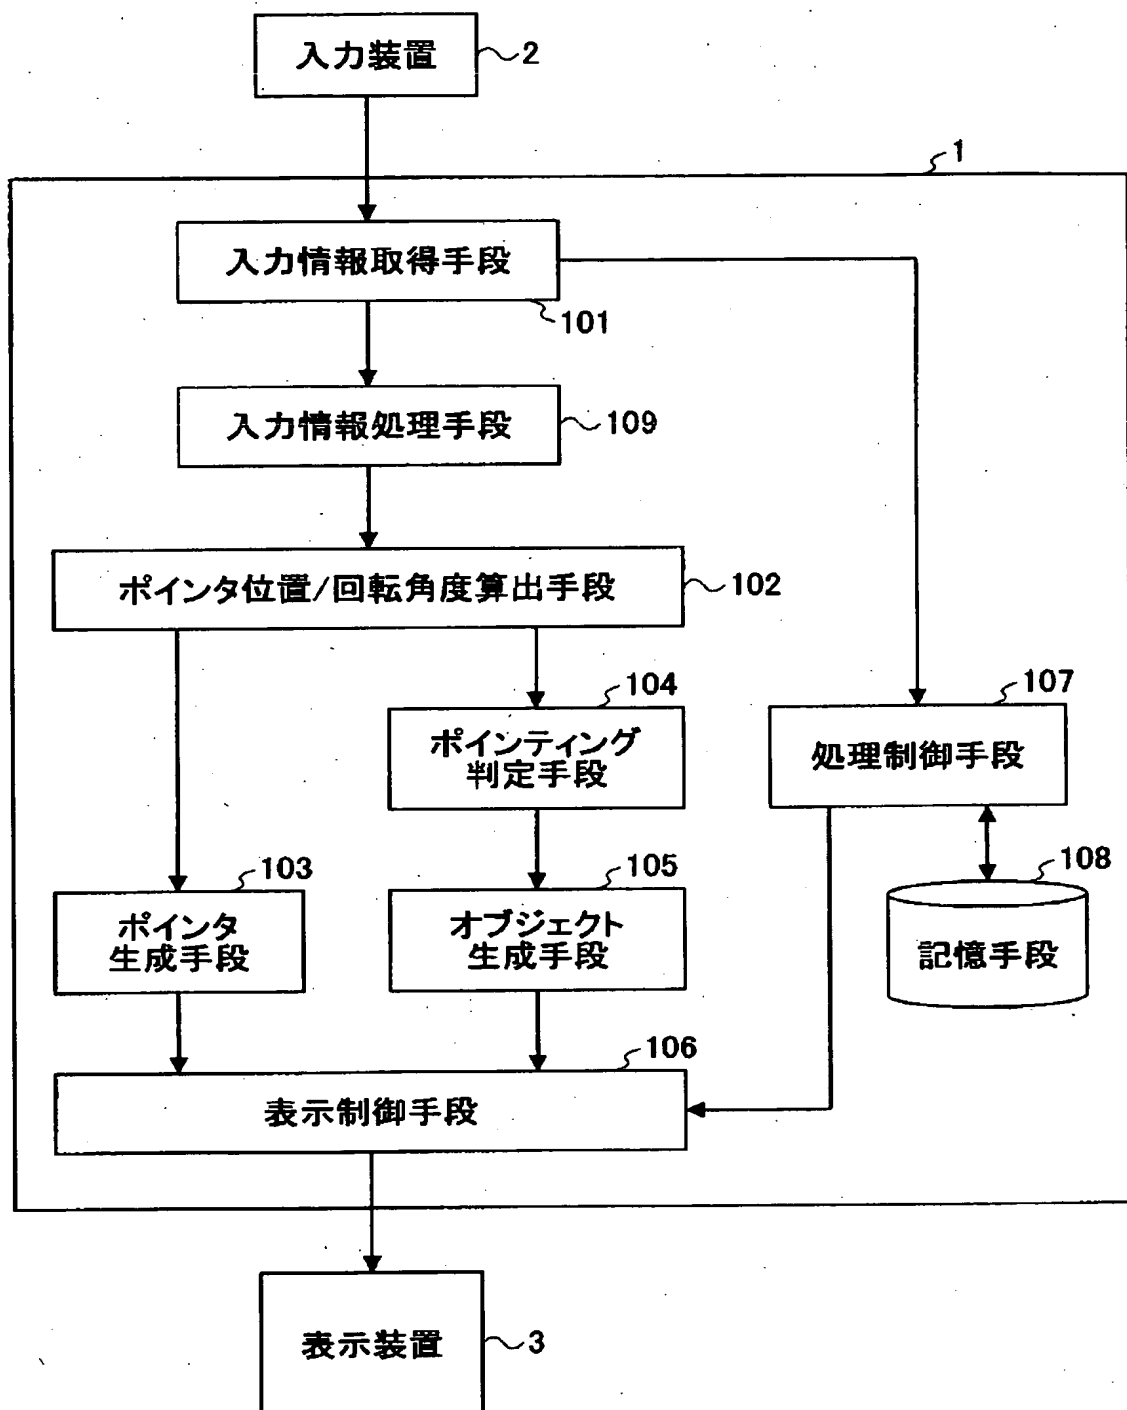 入力装置
2
1
入力情報取得手段
101
入力情報処理手段
109
ポインタ位置/回転角度算出手段
102
104
ポインティング
判定手段
107
処理制御手段
103
ポインタ
生成手段
105
オブジェクト
生成手段
108
記憶手段
106
表示制御手段
表示装置
3